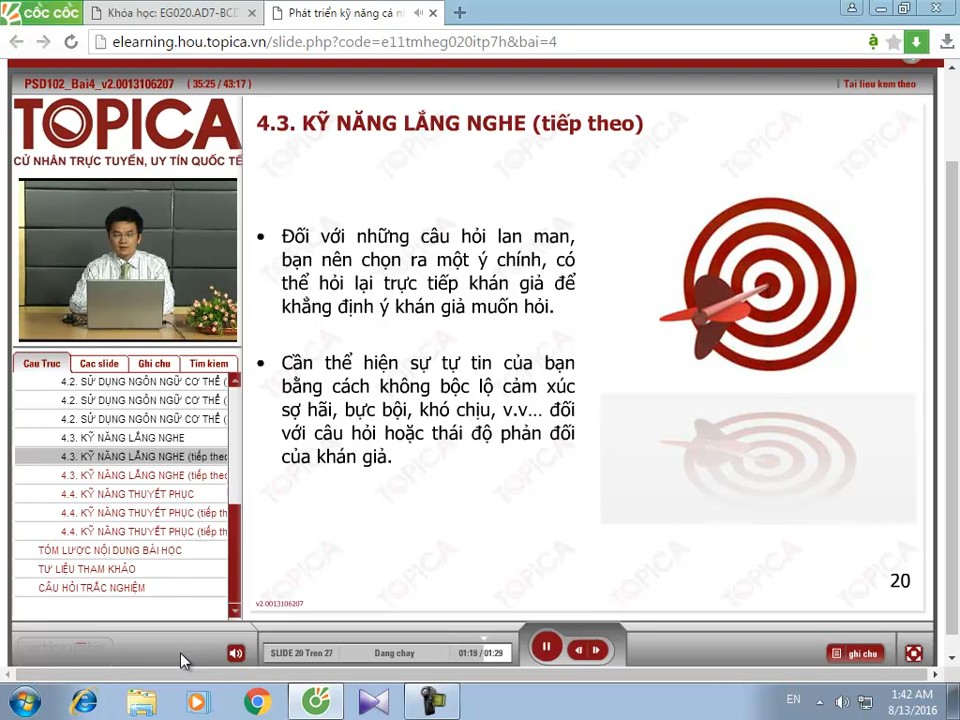 cốc cốc
Khóa học: EG020.AD7-BCD
Phát triển kỹ năng cá nh
elearning.hou.topica.vn/slide.php?code=e11tmheg020itp7h&bai=4
PSD102_Bai4_v2.0013106207 ( 35:25 / 43:17 )
Tai lieu kem theo
TOPICA
CỬ NHÂN TRỰC TUYẾN, UY TÍN QUỐC TẾ
4.3. KỸ NĂNG LẮNG NGHE (tiếp theo)
• Đối với những câu hỏi lan man,
bạn nên chọn ra một ý chính, có
thể hỏi lại trực tiếp khán giả để
khẳng định ý khán giả muốn hỏi.
• Cần thể hiện sự tự tin của bạn
bằng cách không bộc lộ cảm xúc
sợ hãi, bực bội, khó chịu, v.v... đối
với câu hỏi hoặc thái độ phản đối
của khán giả.
20
v2.0013106207
Cau Truc
Cac slide
Ghi chu
Tim kiem
4.2. SỬ DỤNG NGÔN NGỮ CƠ THỂ (
4.2. SỬ DỤNG NGÔN NGỮ CƠ THỂ (
4.2. SỬ DỤNG NGÔN NGỮ CƠ THỂ (
4.3. KỸ NĂNG LẮNG NGHE
4.3. KỸ NĂNG LẮNG NGHE (tiếp theo
4.3. KỸ NĂNG LẮNG NGHE (tiếp theo
4.4. KỸ NĂNG THUYẾT PHỤC
4.4. KỸ NĂNG THUYẾT PHỤC (tiếp th
4.4. KỸ NĂNG THUYẾT PHỤC (tiếp th
TÓM LƯỢC NỘI DUNG BÀI HỌC
TƯ LIỆU THAM KHẢO
CÂU HỎI TRẮC NGHIỆM
SLIDE 20 Tren 27
Dang chay
01:19 / 01:29
ghi chu
EN
1:42 AM
8/13/2016